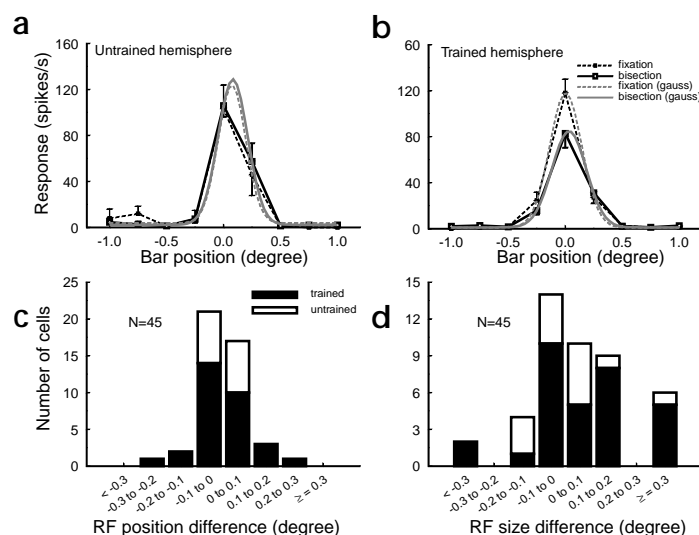 a
Untrained hemisphere
Response (spikes/s)
160
120
80
40
0
-1.0 -0.5 0.0 0.5 1.0
Bar position (degree)
b
Trained hemisphere
fixation
bisection
fixation (gauss)
bisection (gauss)
160
120
80
40
0
-1.0 -0.5 0.0 0.5 1.0
Bar position (degree)
c
N=45
trained
untrained
Number of cells
25
20
15
10
5
0
< -0.3
-0.3 to -0.2
-0.2 to -0.1
-0.1 to 0
0 to 0.1
0.1 to 0.2
0.2 to 0.3
≥ = 0.3
RF position difference (degree)
d
N=45
15
12
9
6
3
0
< -0.3
-0.3 to -0.2
-0.2 to -0.1
-0.1 to 0
0 to 0.1
0.1 to 0.2
0.2 to 0.3
≥ = 0.3
RF size difference (degree)